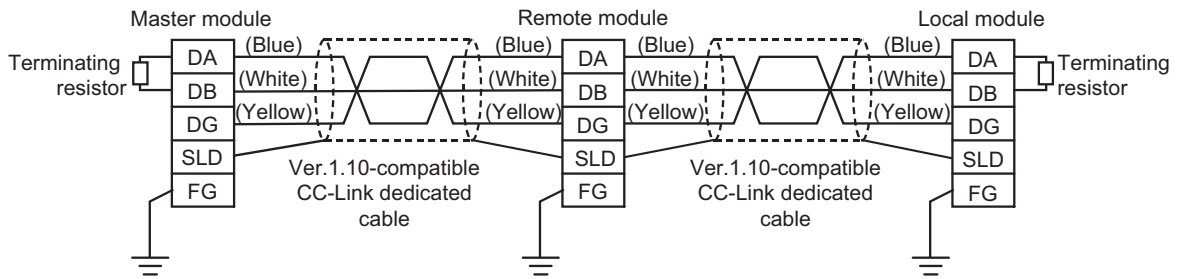 Master module
Remote module
Local module
Terminating
resistor
DA
DB
DG
SLD
FG
(Blue)
(White)
(Yellow)
Ver.1.10-compatible
CC-Link dedicated
cable
(Blue)
(White)
(Yellow)
DA
DB
DG
SLD
FG
(Blue)
(White)
(Yellow)
Ver.1.10-compatible
CC-Link dedicated
cable
(Blue)
(White)
(Yellow)
DA
DB
DG
SLD
FG
Terminating
resistor